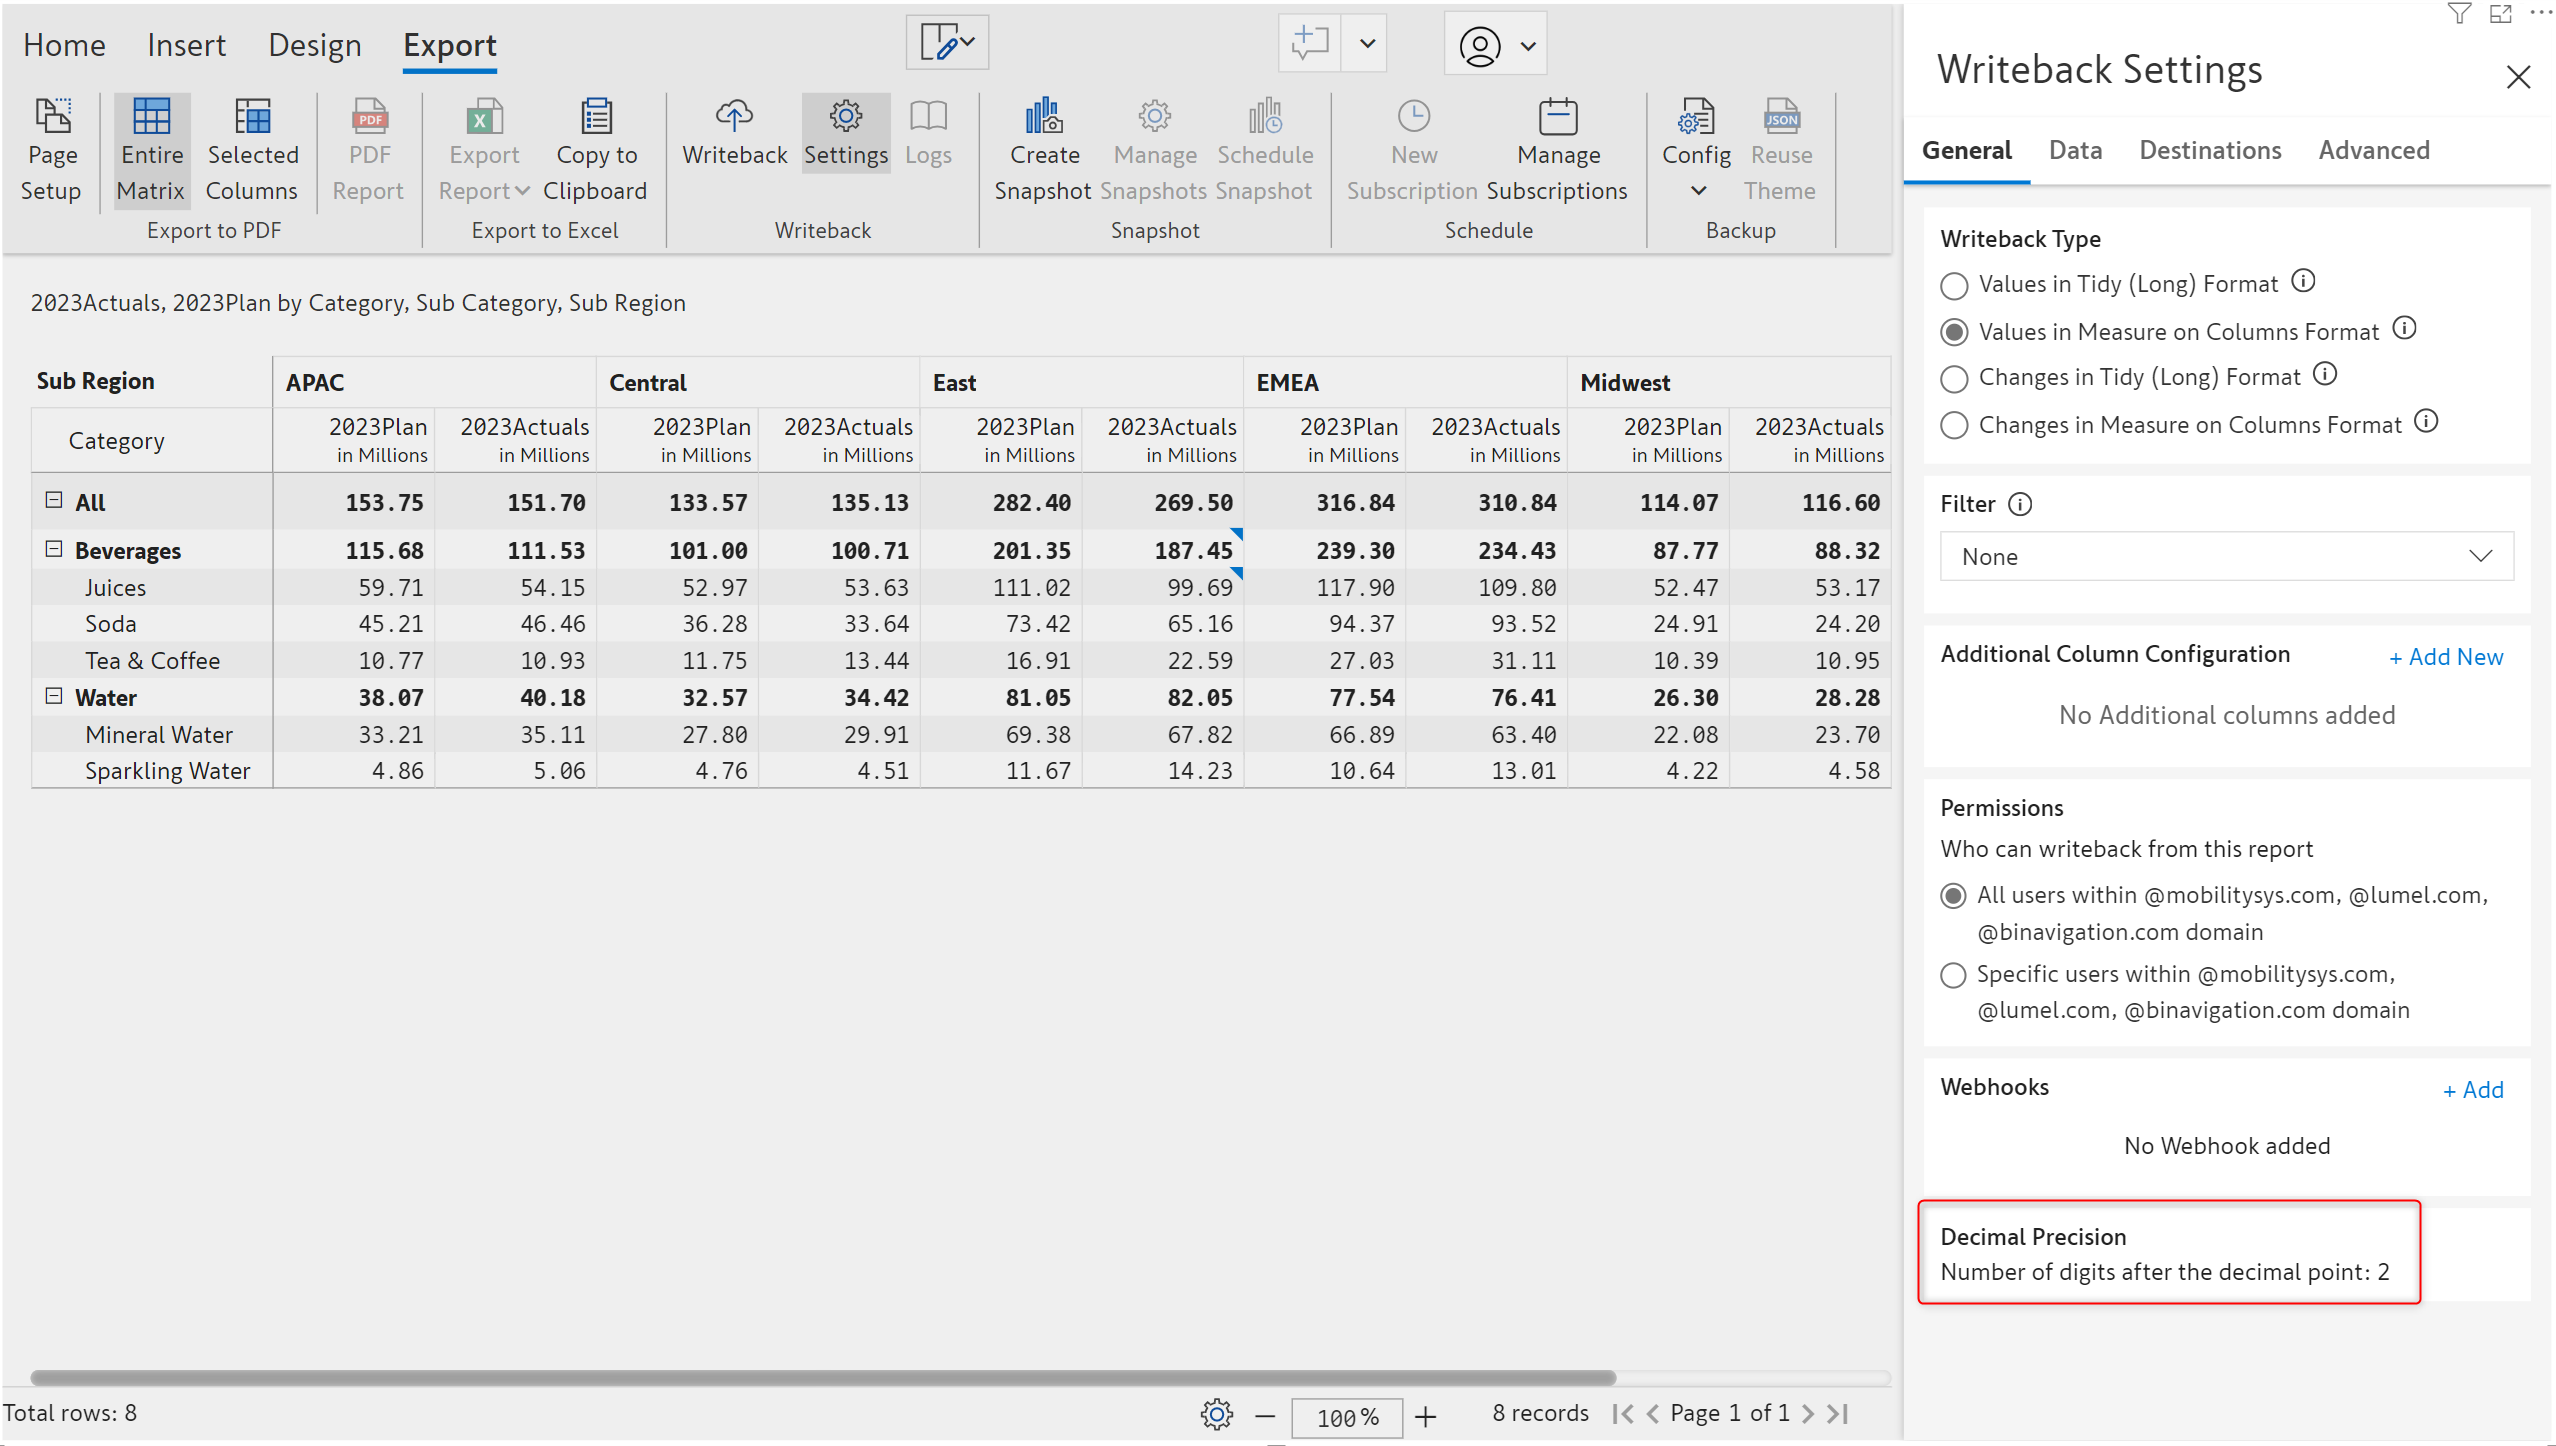 Home Insert Design Export
Page Setup
Entire Matrix
Selected Columns
PDF Report
Export Report
Copy to Clipboard
Writeback
Settings
Logs
Create Snapshot
Manage Snapshots
Schedule Snapshot
New Subscription
Manage Subscriptions
Config
JSON
Reuse Theme
Export to PDF
Export to Excel
Writeback
Snapshot
Schedule
Backup
2023Actuals, 2023Plan by Category, Sub Category, Sub Region
Sub Region APAC Central East EMEA Midwest
Category 2023Plan 2023Actuals 2023Plan 2023Actuals 2023Plan 2023Actuals 2023Plan 2023Actuals 2023Plan 2023Actuals
in Millions in Millions in Millions in Millions in Millions in Millions in Millions in Millions in Millions in Millions
All 153.75 151.70 133.57 135.13 282.40 269.50 316.84 310.84 114.07 116.60
Beverages 115.68 111.53 101.00 100.71 201.35 187.45 239.30 234.43 87.77 88.32
Juices 59.71 54.15 52.97 53.63 111.02 99.69 117.90 109.80 52.47 53.17
Soda 45.21 46.46 36.28 33.64 73.42 65.16 94.37 93.52 24.91 24.20
Tea & Coffee 10.77 10.93 11.75 13.44 16.91 22.59 27.03 31.11 10.39 10.95
Water 38.07 40.18 32.57 34.42 81.05 82.05 77.54 76.41 26.30 28.28
Mineral Water 33.21 35.11 27.80 29.91 69.38 67.82 66.89 63.40 22.08 23.70
Sparkling Water 4.86 5.06 4.76 4.51 11.67 14.23 10.64 13.01 4.22 4.58
Total rows: 8
100 %
8 records
Page 1 of 1
Writeback Settings
General Data Destinations Advanced
Writeback Type
Values in Tidy (Long) Format
Values in Measure on Columns Format
Changes in Tidy (Long) Format
Changes in Measure on Columns Format
Filter
None
Additional Column Configuration + Add New
No Additional columns added
Permissions
Who can writeback from this report
All users within @mobilitysys.com, @lumel.com,
@binavigation.com domain
Specific users within @mobilitysys.com,
@lumel.com, @binavigation.com domain
Webhooks + Add
No Webhook added
Decimal Precision
Number of digits after the decimal point: 2